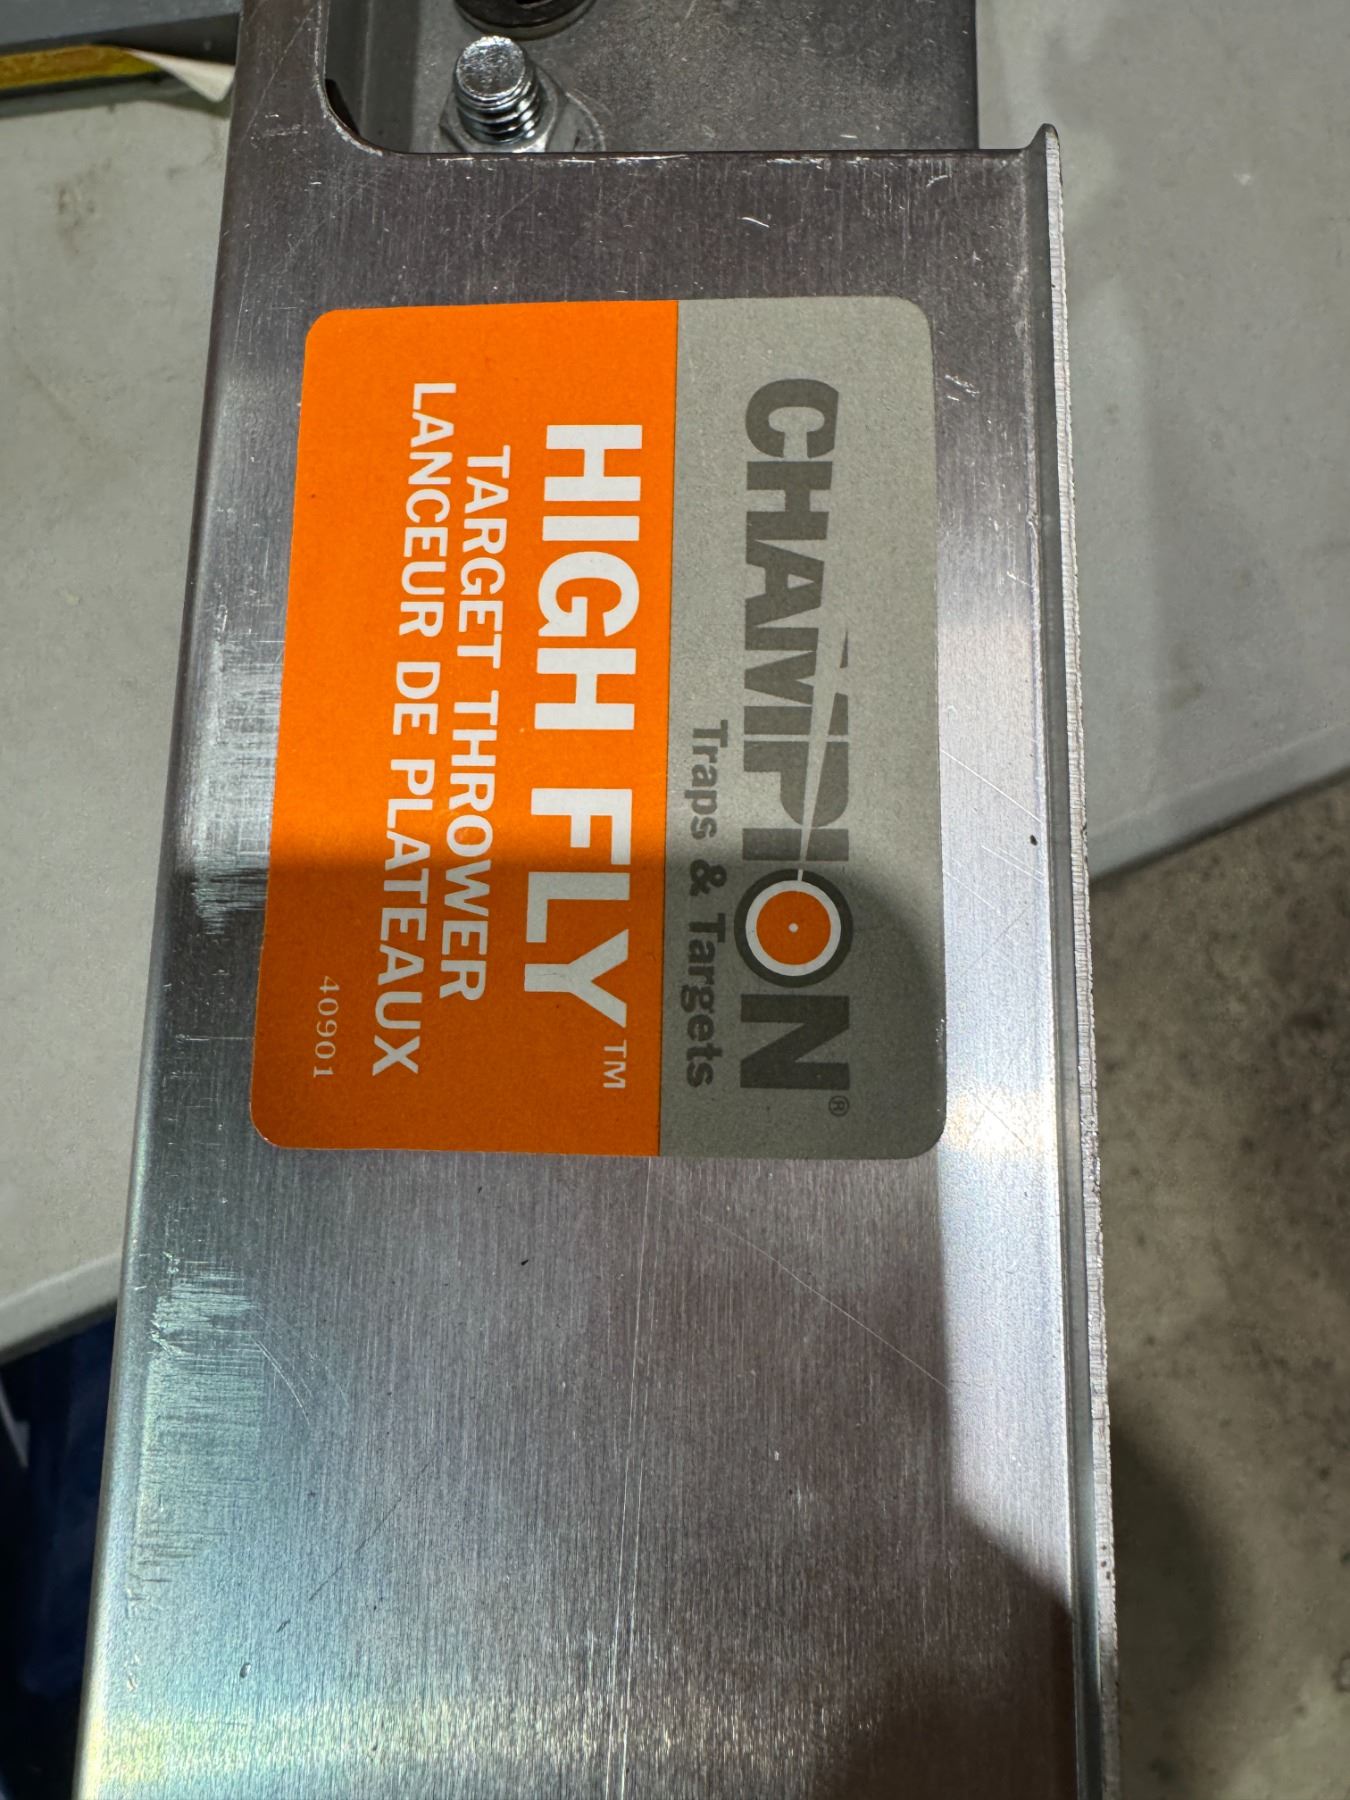 CHAMPION®
Traps & Targets
HIGH FLY™
TARGET THROWER
LANCEUR DE PLATEAUX
40901